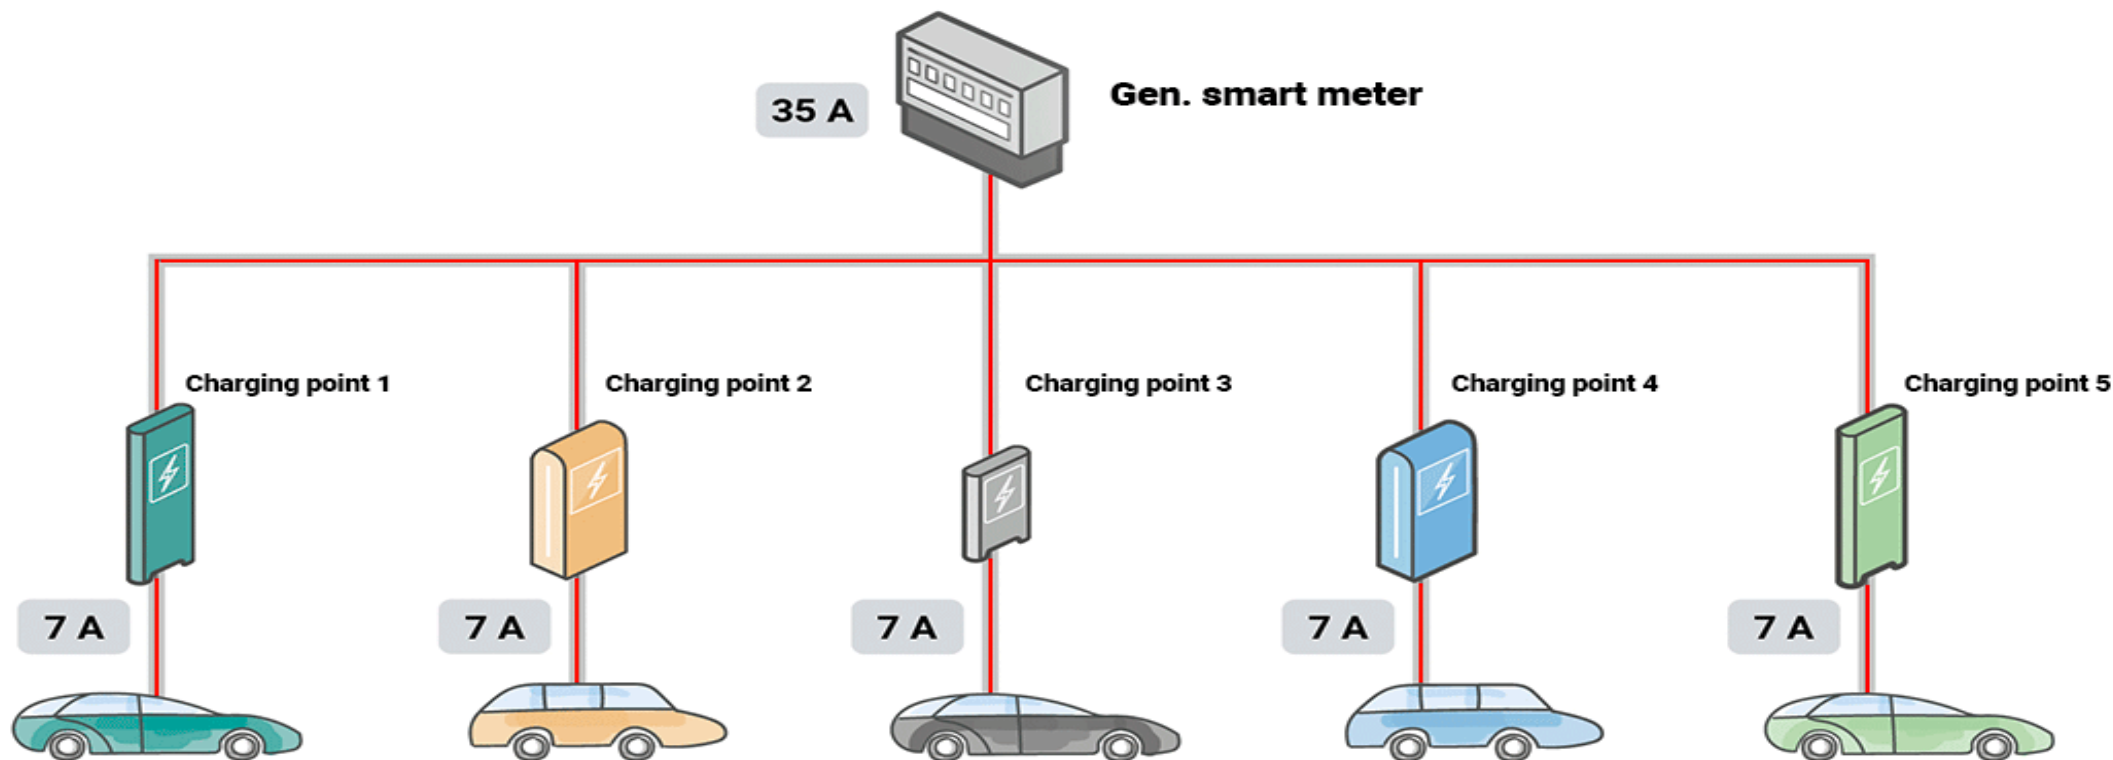 35 A
Gen. smart meter
Charging point 1
Charging point 2
Charging point 3
Charging point 4
Charging point 5
7 A
7 A
7 A
7 A
7 A